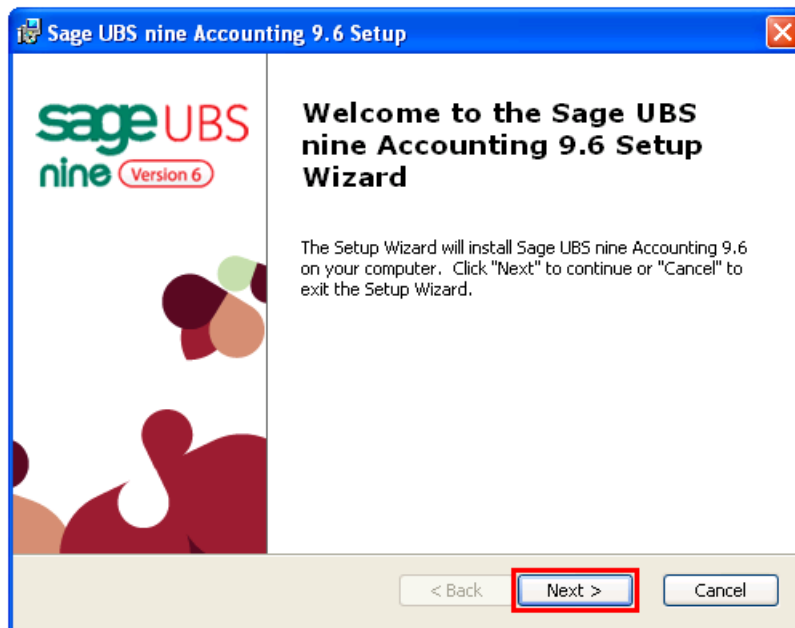 Sage UBS nine Accounting 9.6 Setup
sage UBS
nine Version 6
Welcome to the Sage UBS
nine Accounting 9.6 Setup
Wizard
The Setup Wizard will install Sage UBS nine Accounting 9.6
on your computer. Click "Next" to continue or "Cancel" to
exit the Setup Wizard.
< Back Next > Cancel